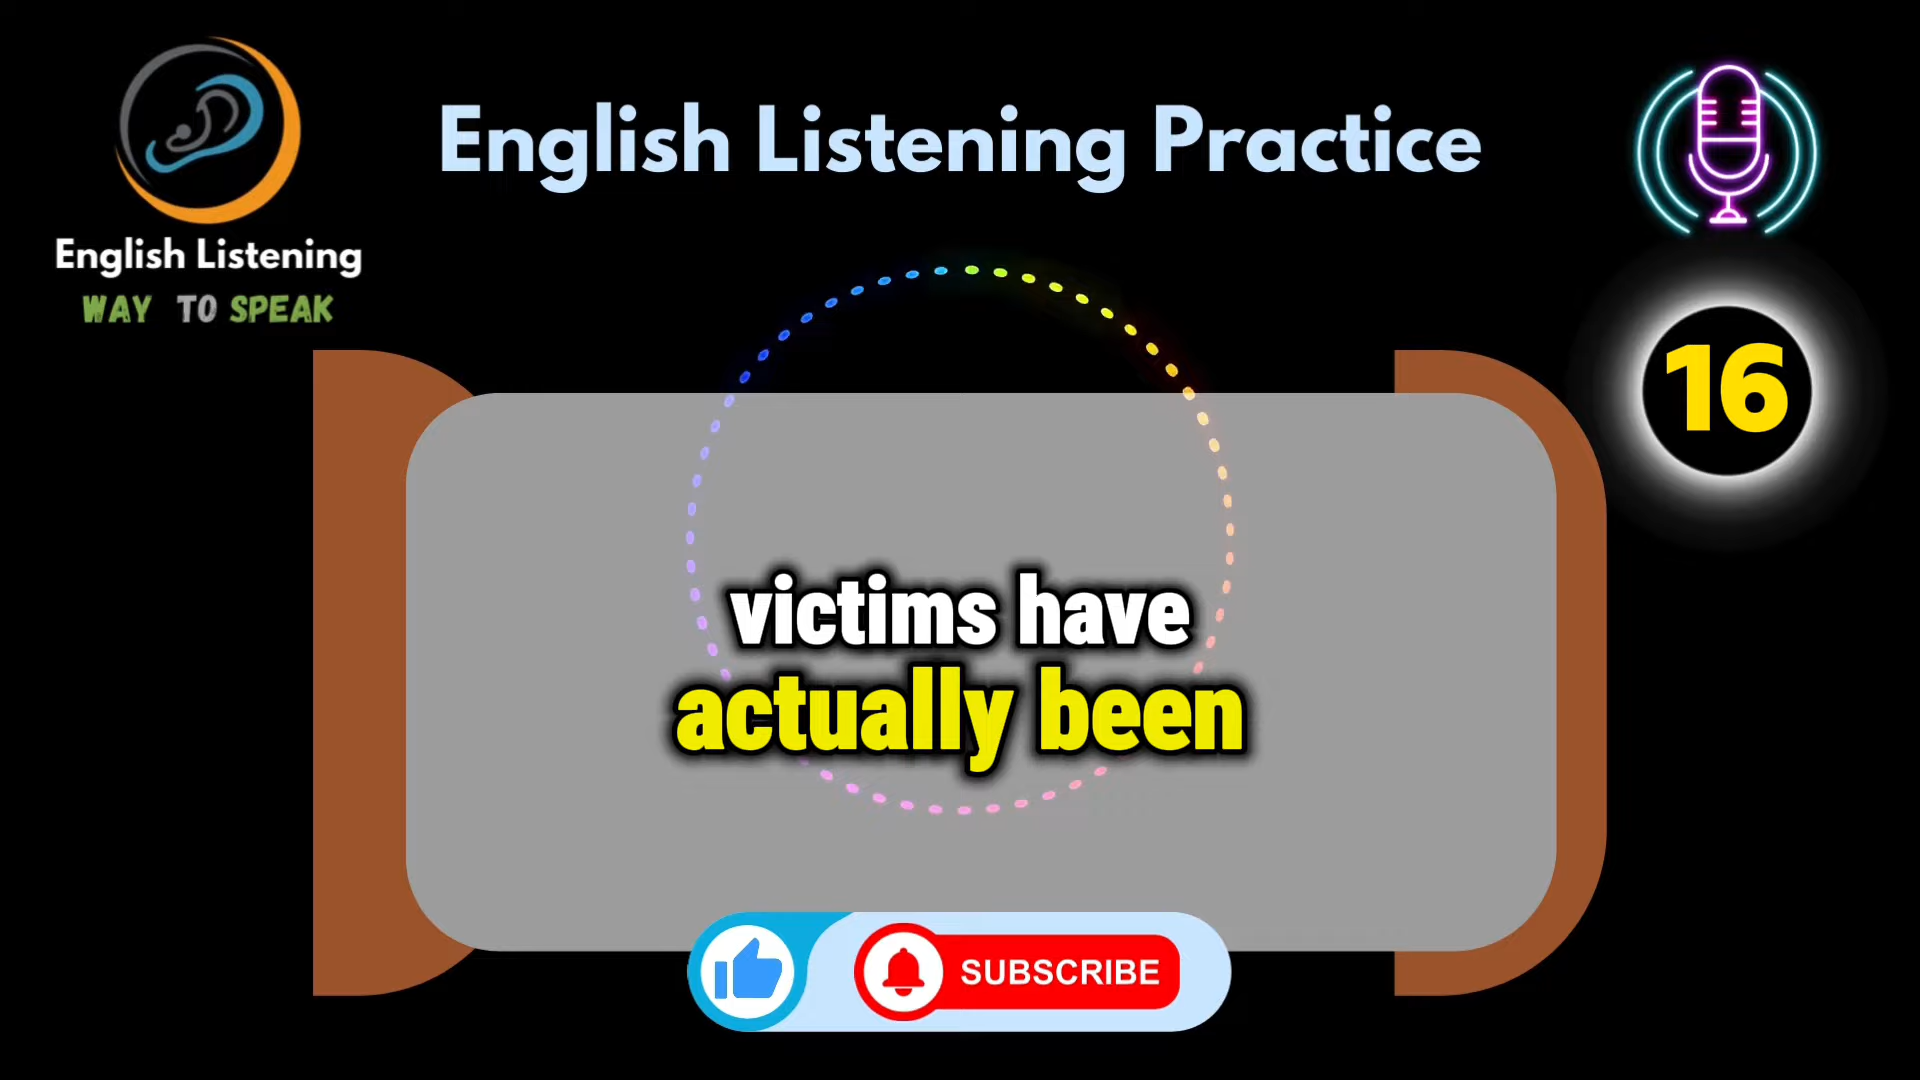 English Listening Practice
English Listening
WAY TO SPEAK
16
victims have
actually been
SUBSCRIBE